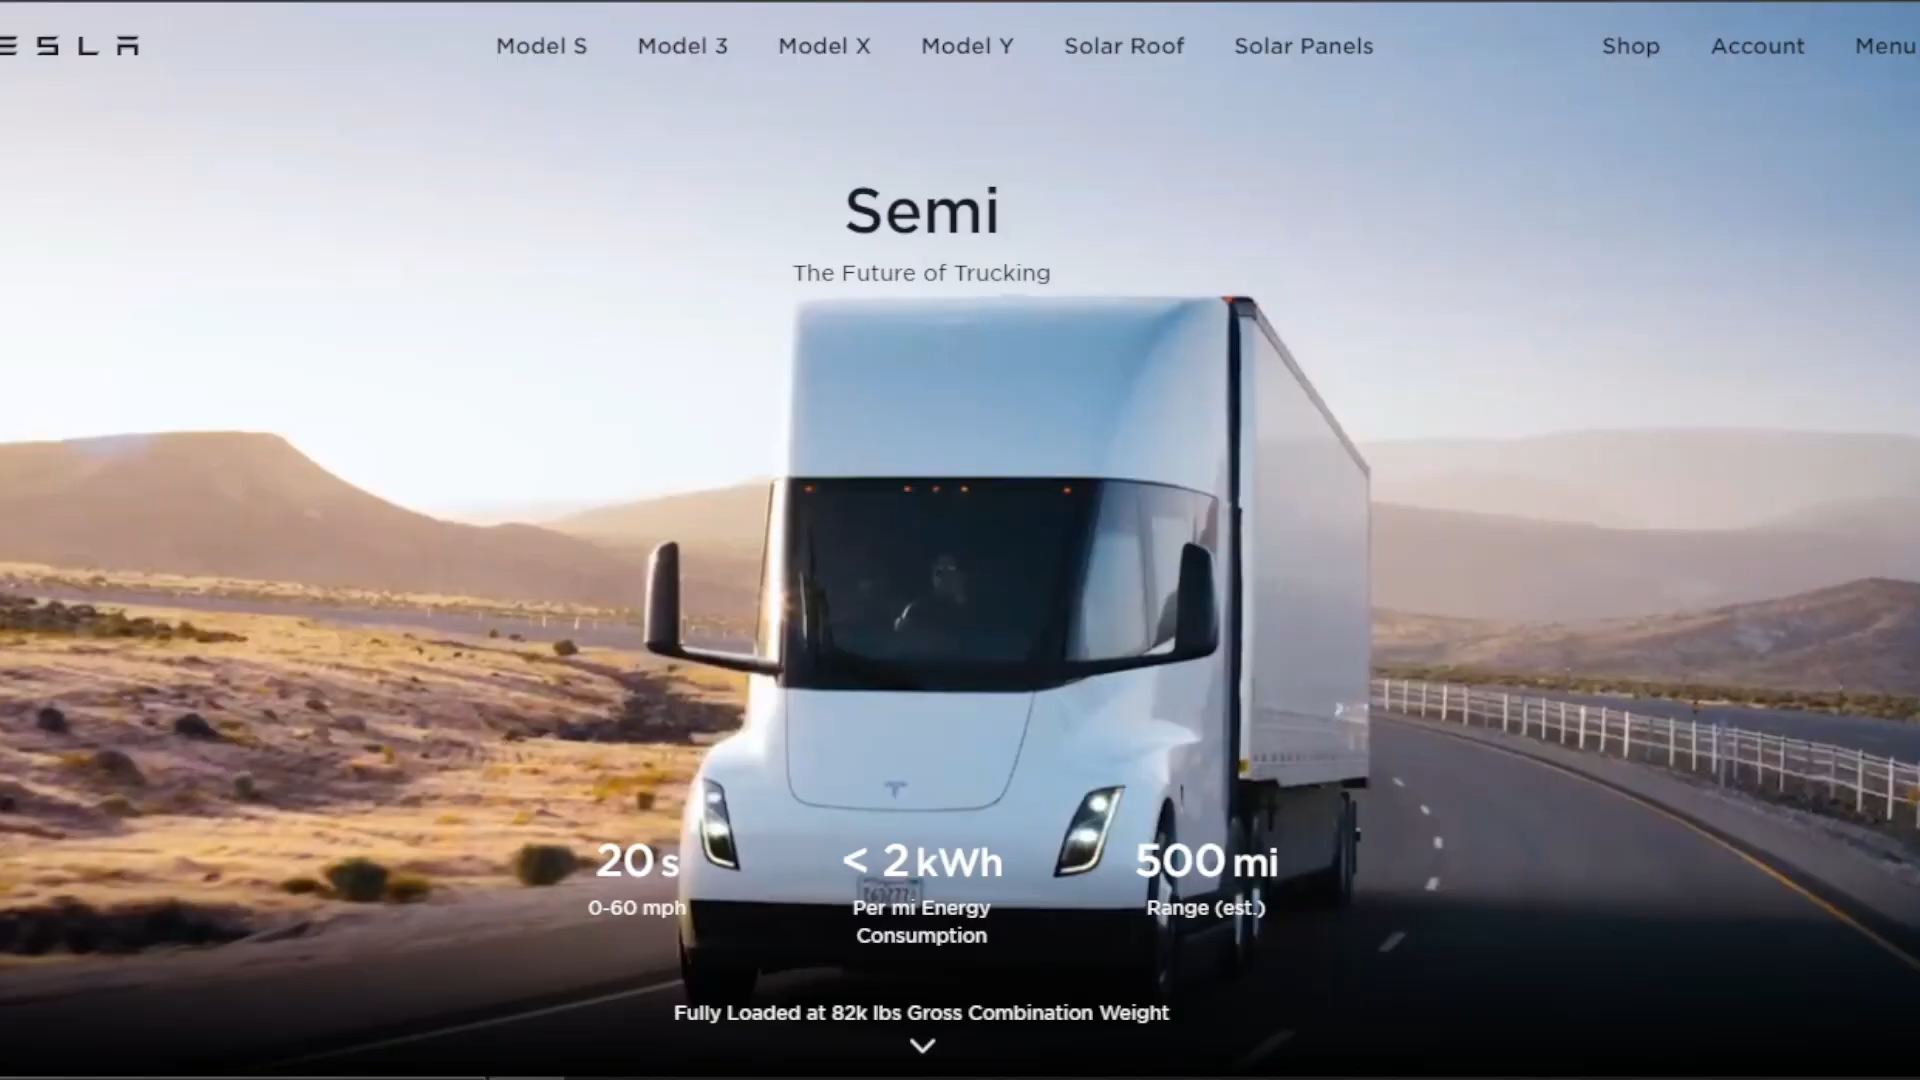 ESLA
Model S Model 3 Model X Model Y Solar Roof Solar Panels Shop Account Menu
Semi
The Future of Trucking
20 s < 2 kWh 500 mi
0-60 mph Per mi Energy Range (est.)
Consumption
Fully Loaded at 82k lbs Gross Combination Weight